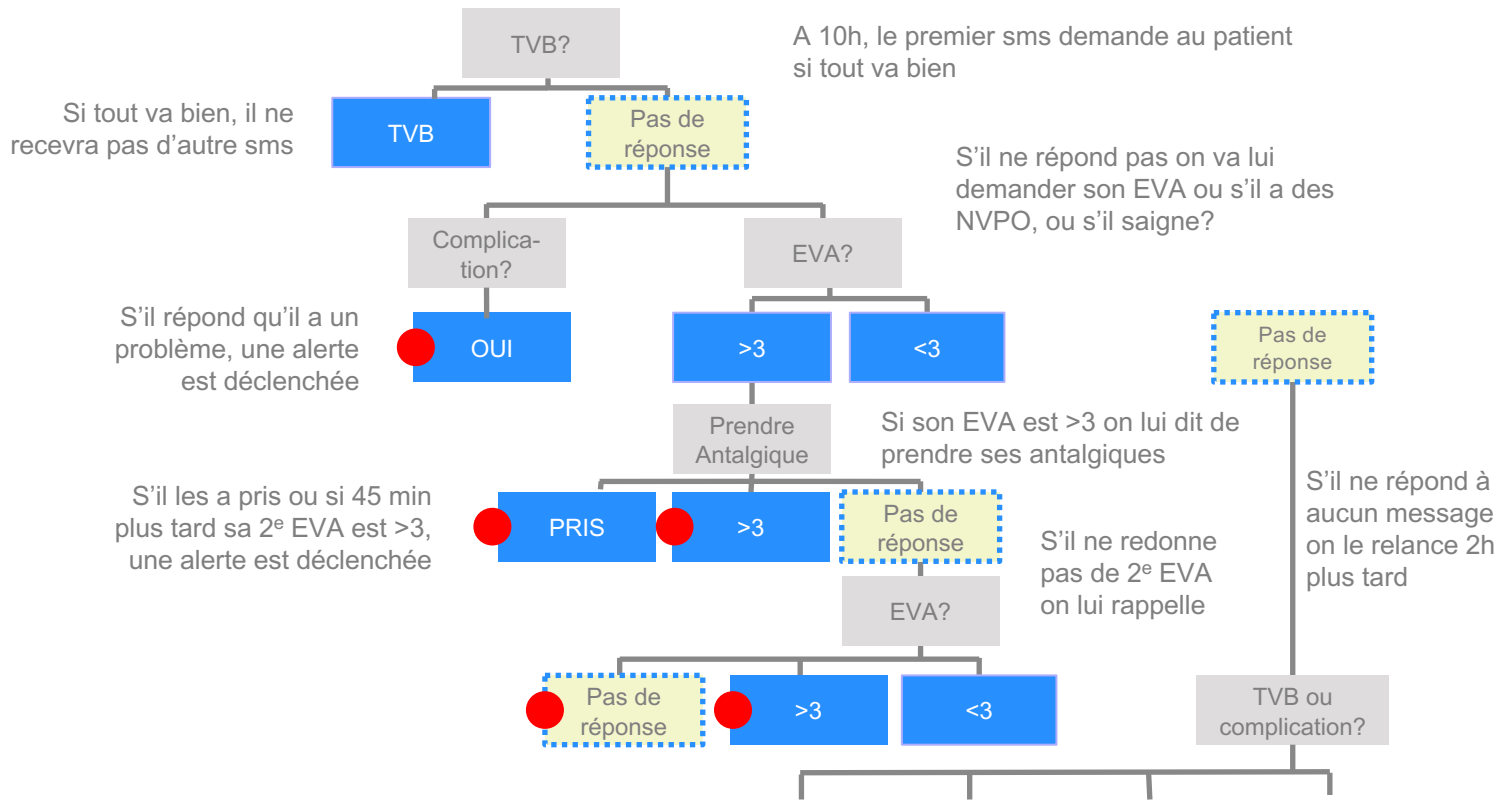 TVB?
A 10h, le premier sms demande au patient
si tout va bien
Si tout va bien, il ne
recevra pas d’autre sms
TVB
Pas de
réponse
S’il ne répond pas on va lui
demander son EVA ou s’il a des
NVPO, ou s’il saigne?
Complica-
tion?
EVA?
S’il répond qu’il a un
problème, une alerte
est déclenchée
OUI
>3
<3
Pas de
réponse
Prendre
Antalgique
Si son EVA est >3 on lui dit de
prendre ses antalgiques
S’il les a pris ou si 45 min
plus tard sa 2e EVA est >3,
une alerte est déclenchée
PRIS
>3
Pas de
réponse
S’il ne redonne
pas de 2e EVA
on lui rappelle
S’il ne répond à
aucun message
on le relance 2h
plus tard
EVA?
Pas de
réponse
>3
<3
TVB ou
complication?